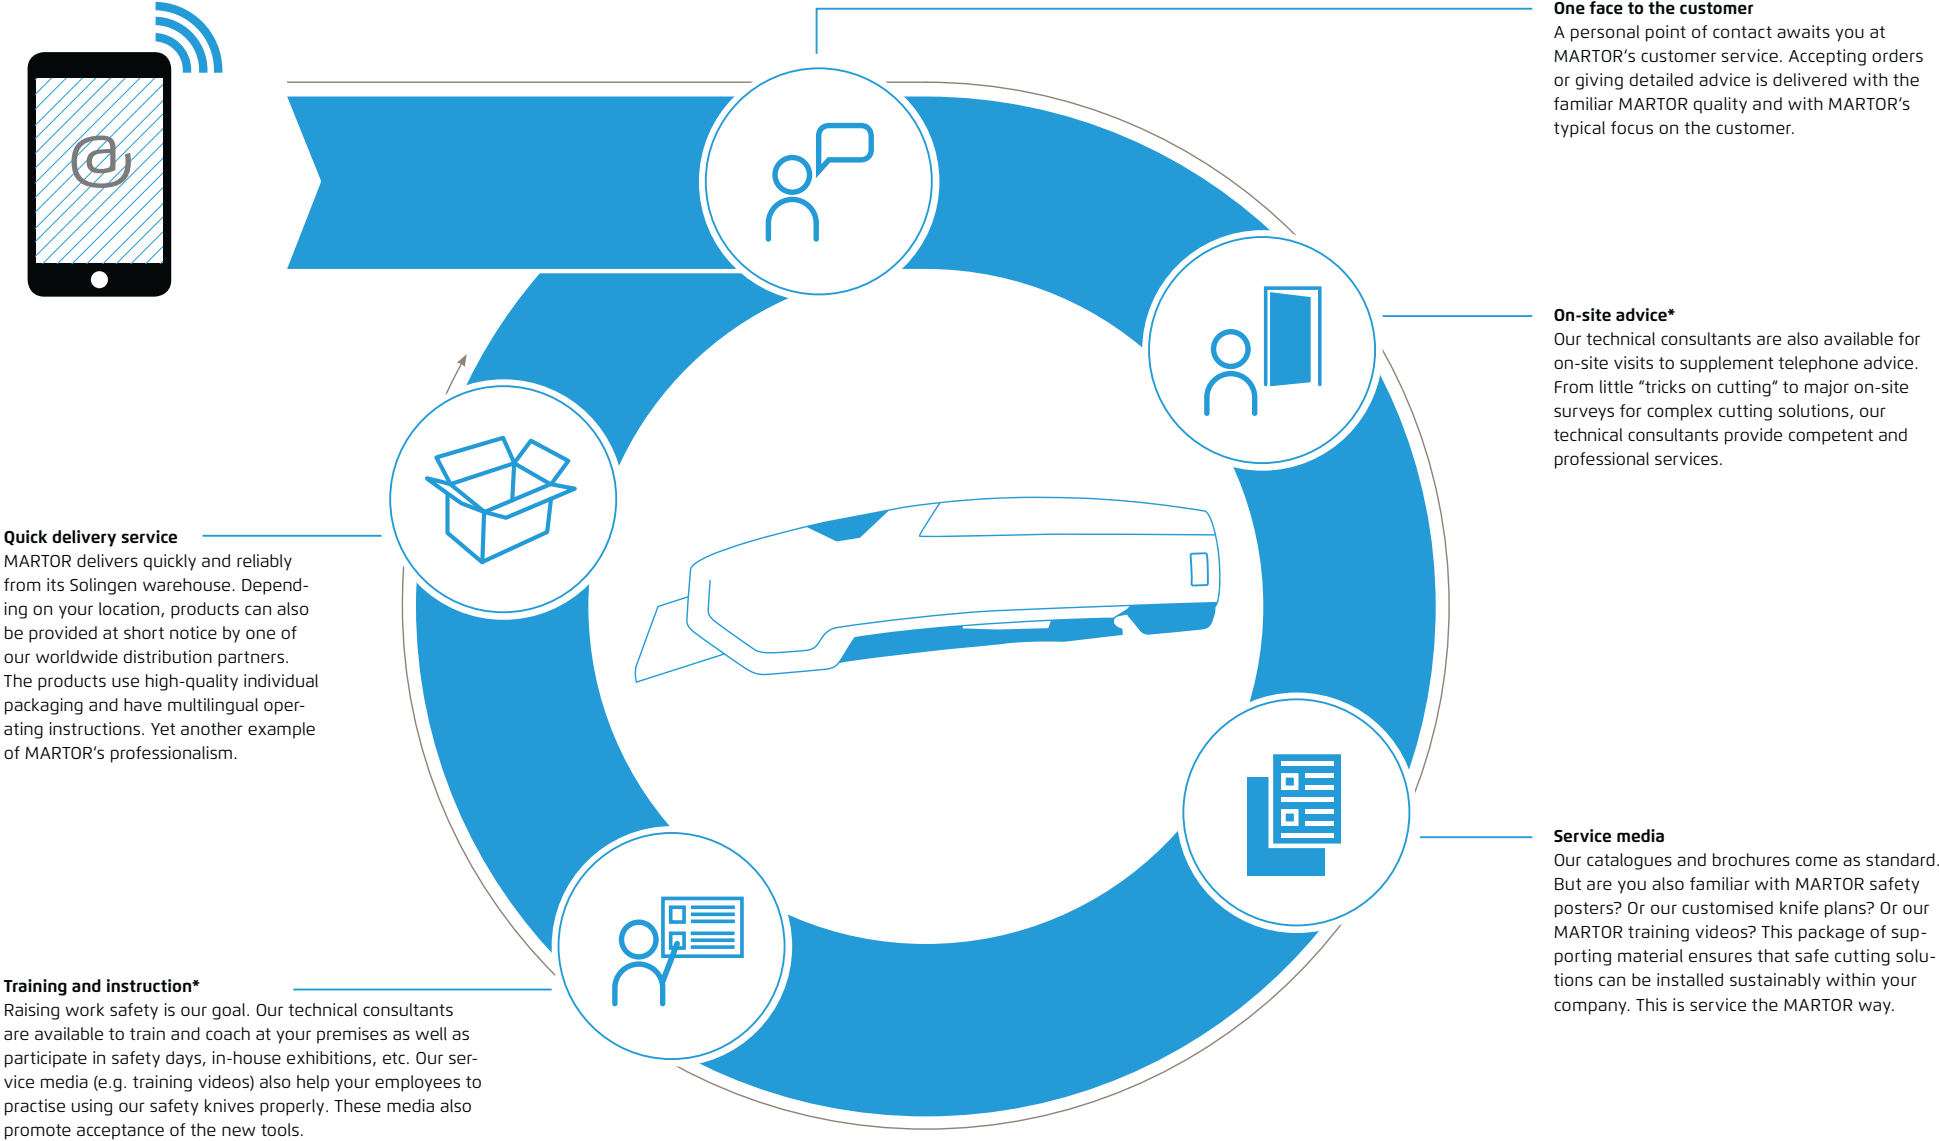 One face to the customer
A personal point of contact awaits you at
MARTOR's customer service. Accepting orders
or giving detailed advice is delivered with the
familiar MARTOR quality and with MARTOR's
typical focus on the customer.
@
On-site advice*
Our technical consultants are also available for
on-site visits to supplement telephone advice.
From little "tricks on cutting" to major on-site
surveys for complex cutting solutions, our
technical consultants provide competent and
professional services.
Quick delivery service
MARTOR delivers quickly and reliably
from its Solingen warehouse. Depend-
ing on your location, products can also
be provided at short notice by one of
our worldwide distribution partners.
The products use high-quality individual
packaging and have multilingual oper-
ating instructions. Yet another example
of MARTOR's professionalism.
Service media
Our catalogues and brochures come as standard.
But are you also familiar with MARTOR safety
posters? Or our customised knife plans? Or our
MARTOR training videos? This package of sup-
porting material ensures that safe cutting solu-
tions can be installed sustainably within your
company. This is service the MARTOR way.
Training and instruction*
Raising work safety is our goal. Our technical consultants
are available to train and coach at your premises as well as
participate in safety days, in-house exhibitions, etc. Our ser-
vice media (e.g. training videos) also help your employees to
practise using our safety knives properly. These media also
promote acceptance of the new tools.